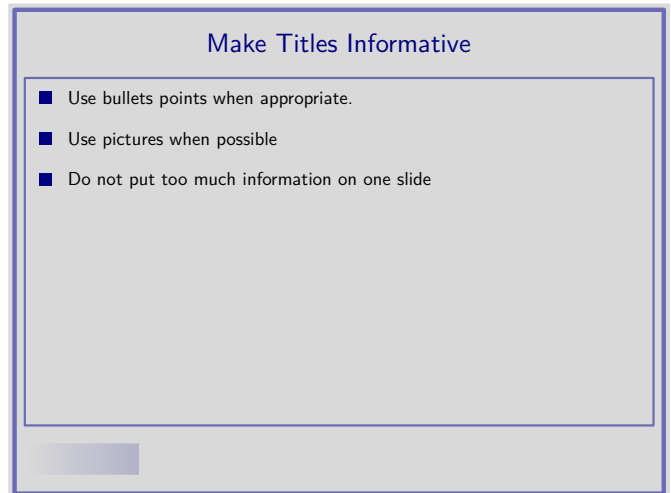 Make Titles Informative
Use bullets points when appropriate.
Use pictures when possible
Do not put too much information on one slide